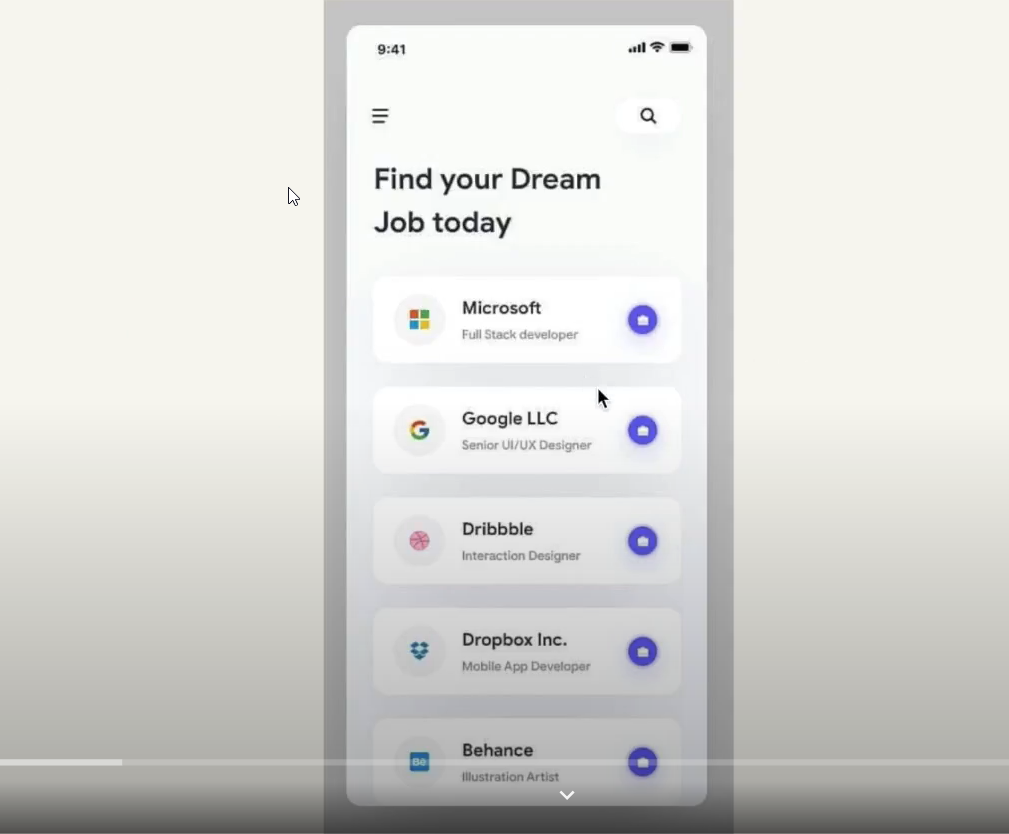 9:41
Find your Dream
Job today
Microsoft
Full Stack developer
Google LLC
Senior UI/UX Designer
Dribbble
Interaction Designer
Dropbox Inc.
Mobile App Developer
Behance
Bē
Illustration Artist